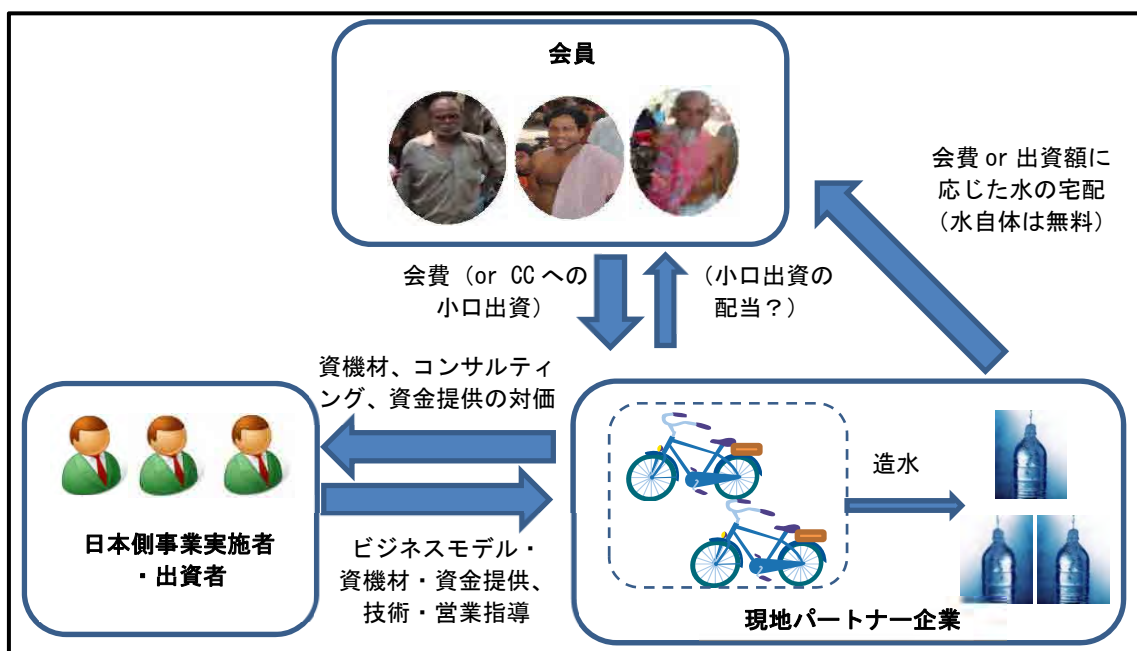 会員
会費 or 出資額に
応じた水の宅配
（水自体は無料）
会費（or CC への
小口出資）
（小口出資の
配当？）
資機材、コンサルティ
ング、資金提供の対価
造水
日本側事業実施者
・出資者
ビジネスモデル・
資機材・資金提供、
技術・営業指導
現地パートナー企業